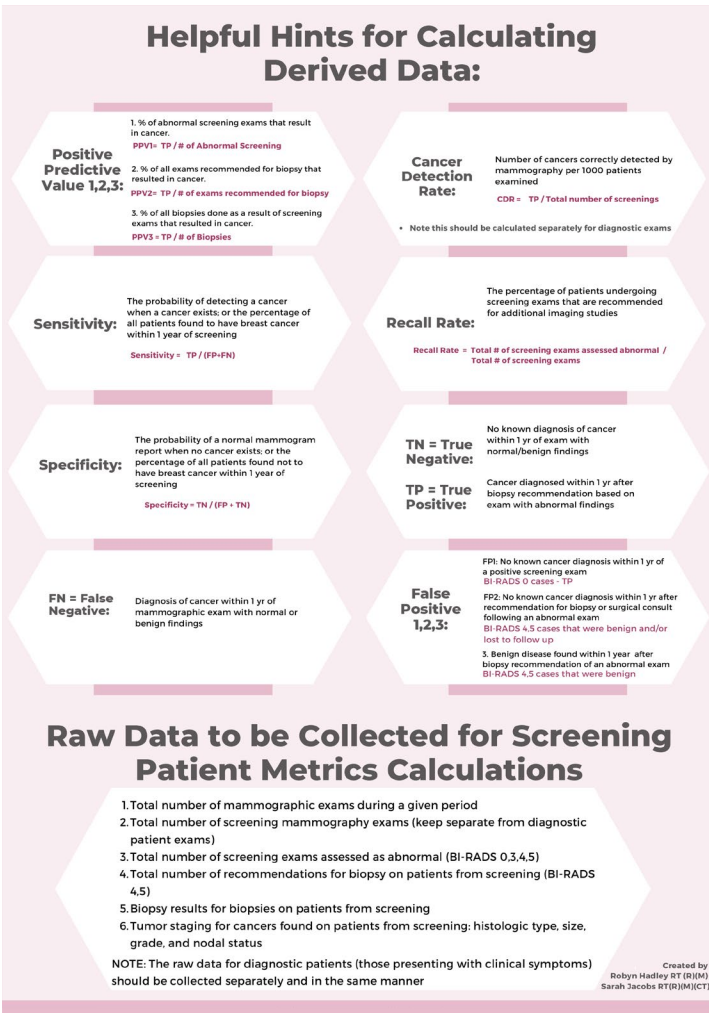 Helpful Hints for Calculating
Derived Data:
Positive
Predictive
Value 1,2,3:
1. % of abnormal screening exams that result
in cancer.
PPV1= TP / # of Abnormal Screening
2. % of all exams recommended for biopsy that
resulted in cancer.
PPV2= TP / # of exams recommended for biopsy
3. % of all biopsies done as a result of screening
exams that resulted in cancer.
PPV3 = TP / # of Biopsies
Cancer
Detection
Rate:
Number of cancers correctly detected by
mammography per 1000 patients
examined
CDR = TP / Total number of screenings
• Note this should be calculated separately for diagnostic exams
Sensitivity:
The probability of detecting a cancer
when a cancer exists; or the percentage of
all patients found to have breast cancer
within 1 year of screening
Sensitivity = TP / (FP+FN)
Recall Rate:
The percentage of patients undergoing
screening exams that are recommended
for additional imaging studies
Recall Rate = Total # of screening exams assessed abnormal /
Total # of screening exams
Specificity:
The probability of a normal mammogram
report when no cancer exists; or the
percentage of all patients found not to
have breast cancer within 1 year of
screening
Specificity = TN / (FP + TN)
TN = True
Negative:
No known diagnosis of cancer
within 1 yr of exam with
normal/benign findings
TP = True
Positive:
Cancer diagnosed within 1 yr after
biopsy recommendation based on
exam with abnormal findings
FN = False
Negative:
Diagnosis of cancer within 1 yr of
mammographic exam with normal or
benign findings
False
Positive
1,2,3:
FP1: No known cancer diagnosis within 1 yr of
a positive screening exam
BI-RADS 0 cases - TP
FP2: No known cancer diagnosis within 1 yr after
recommendation for biopsy or surgical consult
following an abnormal exam
BI-RADS 4,5 cases that were benign and/or
lost to follow up
3. Benign disease found within 1 year after
biopsy recommendation of an abnormal exam
BI-RADS 4,5 cases that were benign
Raw Data to be Collected for Screening
Patient Metrics Calculations
1. Total number of mammographic exams during a given period
2. Total number of screening mammography exams (keep separate from diagnostic
patient exams)
3. Total number of screening exams assessed as abnormal (BI-RADS 0,3,4,5)
4. Total number of recommendations for biopsy on patients from screening (BI-RADS
4,5)
5. Biopsy results for biopsies on patients from screening
6. Tumor staging for cancers found on patients from screening: histologic type, size,
grade, and nodal status
NOTE: The raw data for diagnostic patients (those presenting with clinical symptoms)
should be collected separately and in the same manner
Created by
Robyn Hadley RT (R)(M)
Sarah Jacobs RT(R)(M)(CT)